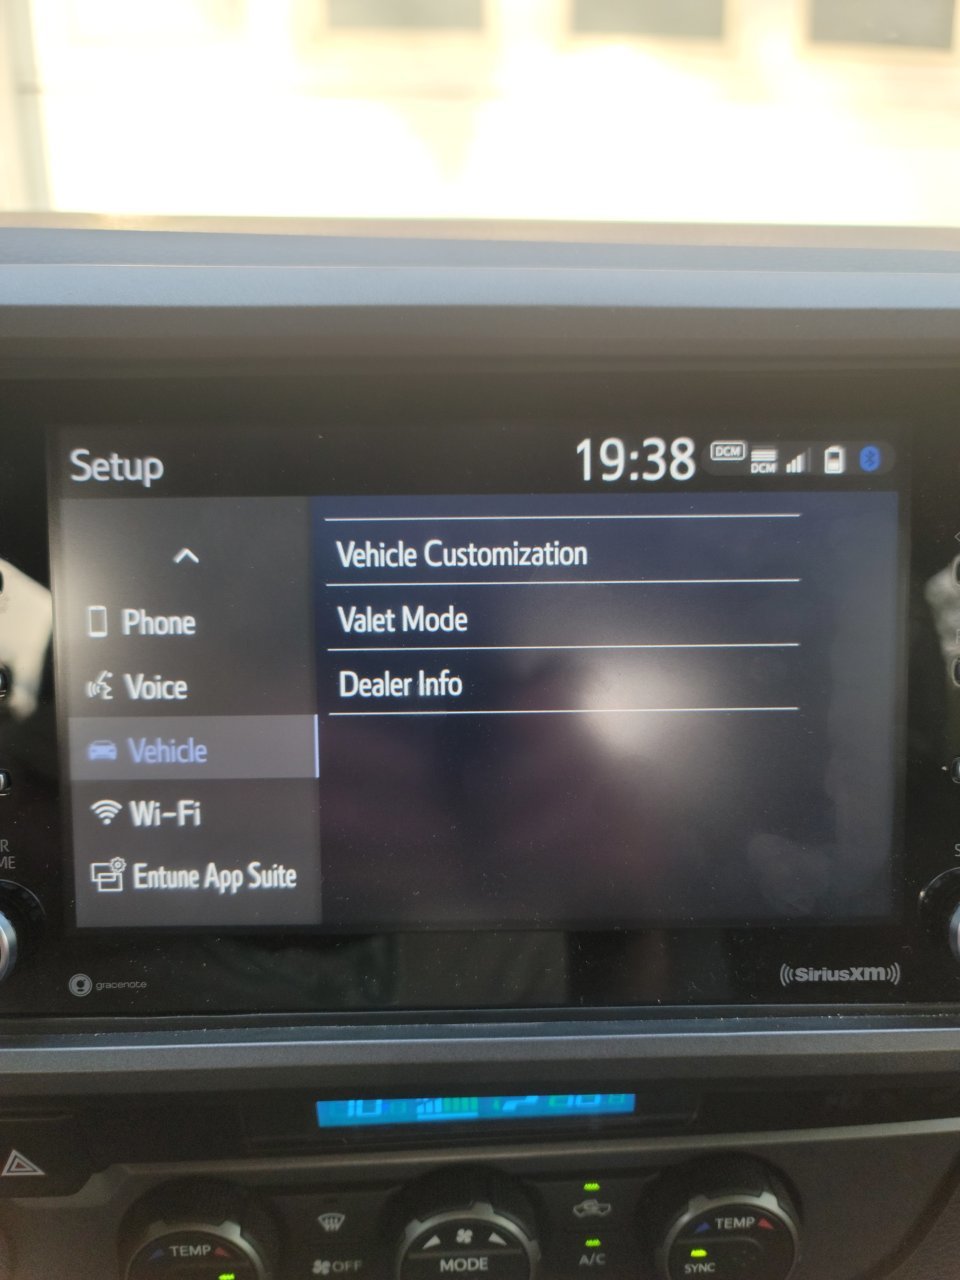 Setup
19:38
DCM
DCM
Vehicle Customization
Phone
Valet Mode
Voice
Dealer Info
Vehicle
Wi-Fi
Entune App Suite
gracenote
((SiriusXM))
TEMP
OFF
MODE
A/C
TEMP
SYNC